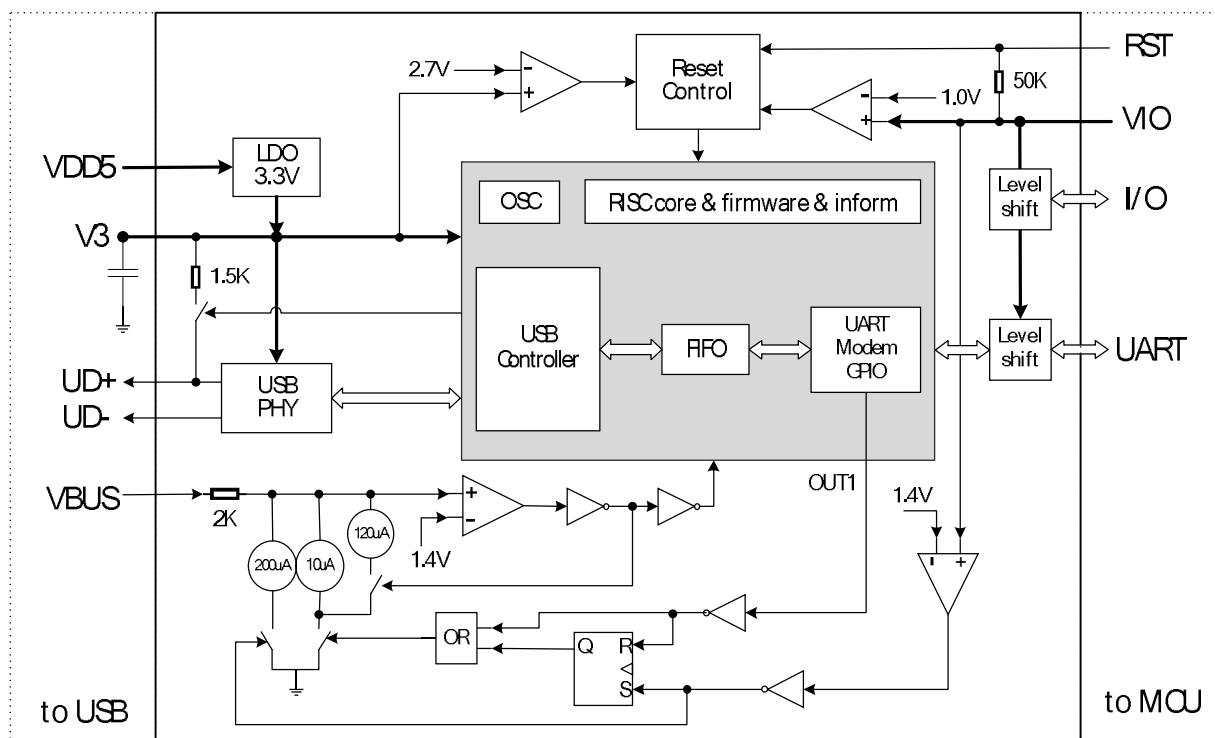 RST
2.7V
-
+
Reset
Control
50K
-
1.0V
+
VIO
VDD5
LDO
3.3V
OSC
RISC core & firmware & inform
Level
shift
I/O
V3
1.5K
USB
Controller
FIFO
UART
Modem
GPIO
Level
shift
UART
UD+
USB
PHY
UD-
VBUS
2K
+
-
1.4V
OUT1
1.4V
120uA
200uA
10uA
-
+
OR
Q
R
S
to USB
to MCU